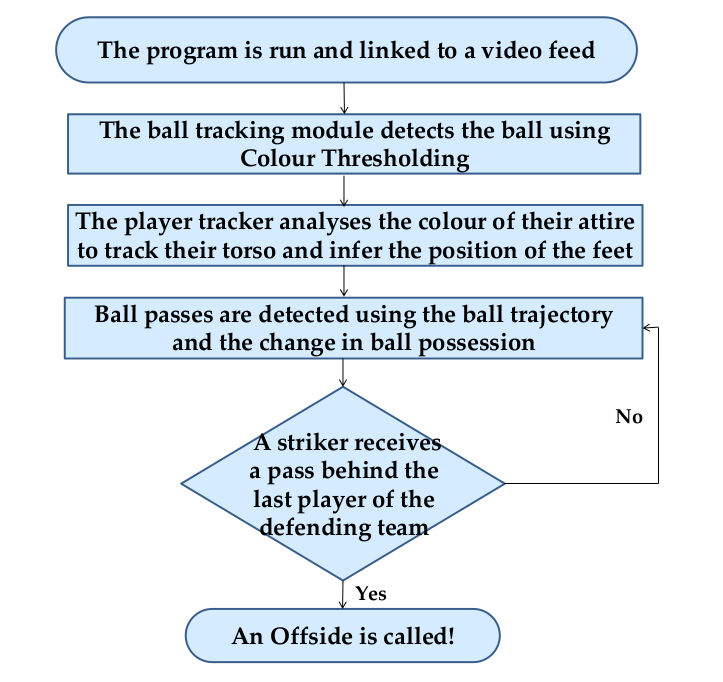 The program is run and linked to a video feed
The ball tracking module detects the ball using
Colour Thresholding
The player tracker analyses the colour of their attire
to track their torso and infer the position of the feet
Ball passes are detected using the ball trajectory
and the change in ball possession
No
A striker receives
a pass behind the
last player of the
defending team
Yes
An Offside is called!